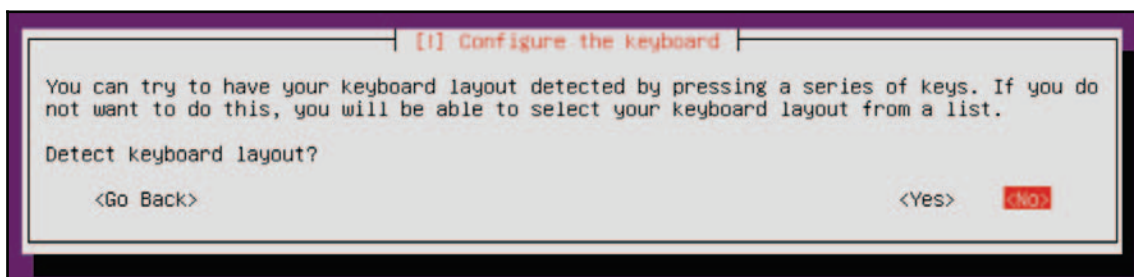 [!] Configure the keyboard
You can try to have your keyboard layout detected by pressing a series of keys. If you do
not want to do this, you will be able to select your keyboard layout from a list.
Detect keyboard layout?
<Go Back> <Yes> <No>